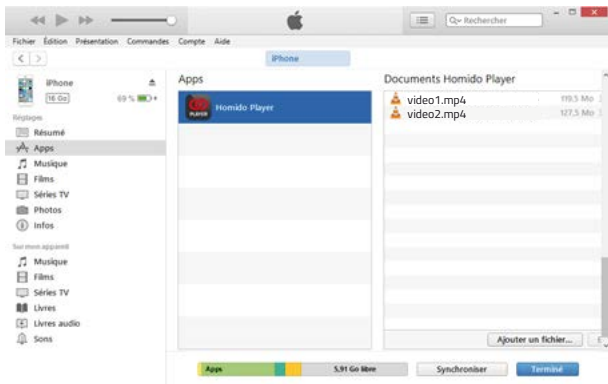 Rechercher
Fichier Édition Présentation Commandes Compte Aide
iPhone
iPhone
16 Go
69 %
Réglages
Résumé
Apps
Musique
Films
Séries TV
Photos
Infos
Sur mon appareil
Musique
Films
Séries TV
Livres
Livres audio
Sons
Apps
PLAYER
Homido Player
Documents Homido Player
video1.mp4 119.5 Mo
video2.mp4 127,5 Mo
Ajouter un fichier...
Apps
5,91 Go libre
Synchroniser
Terminé